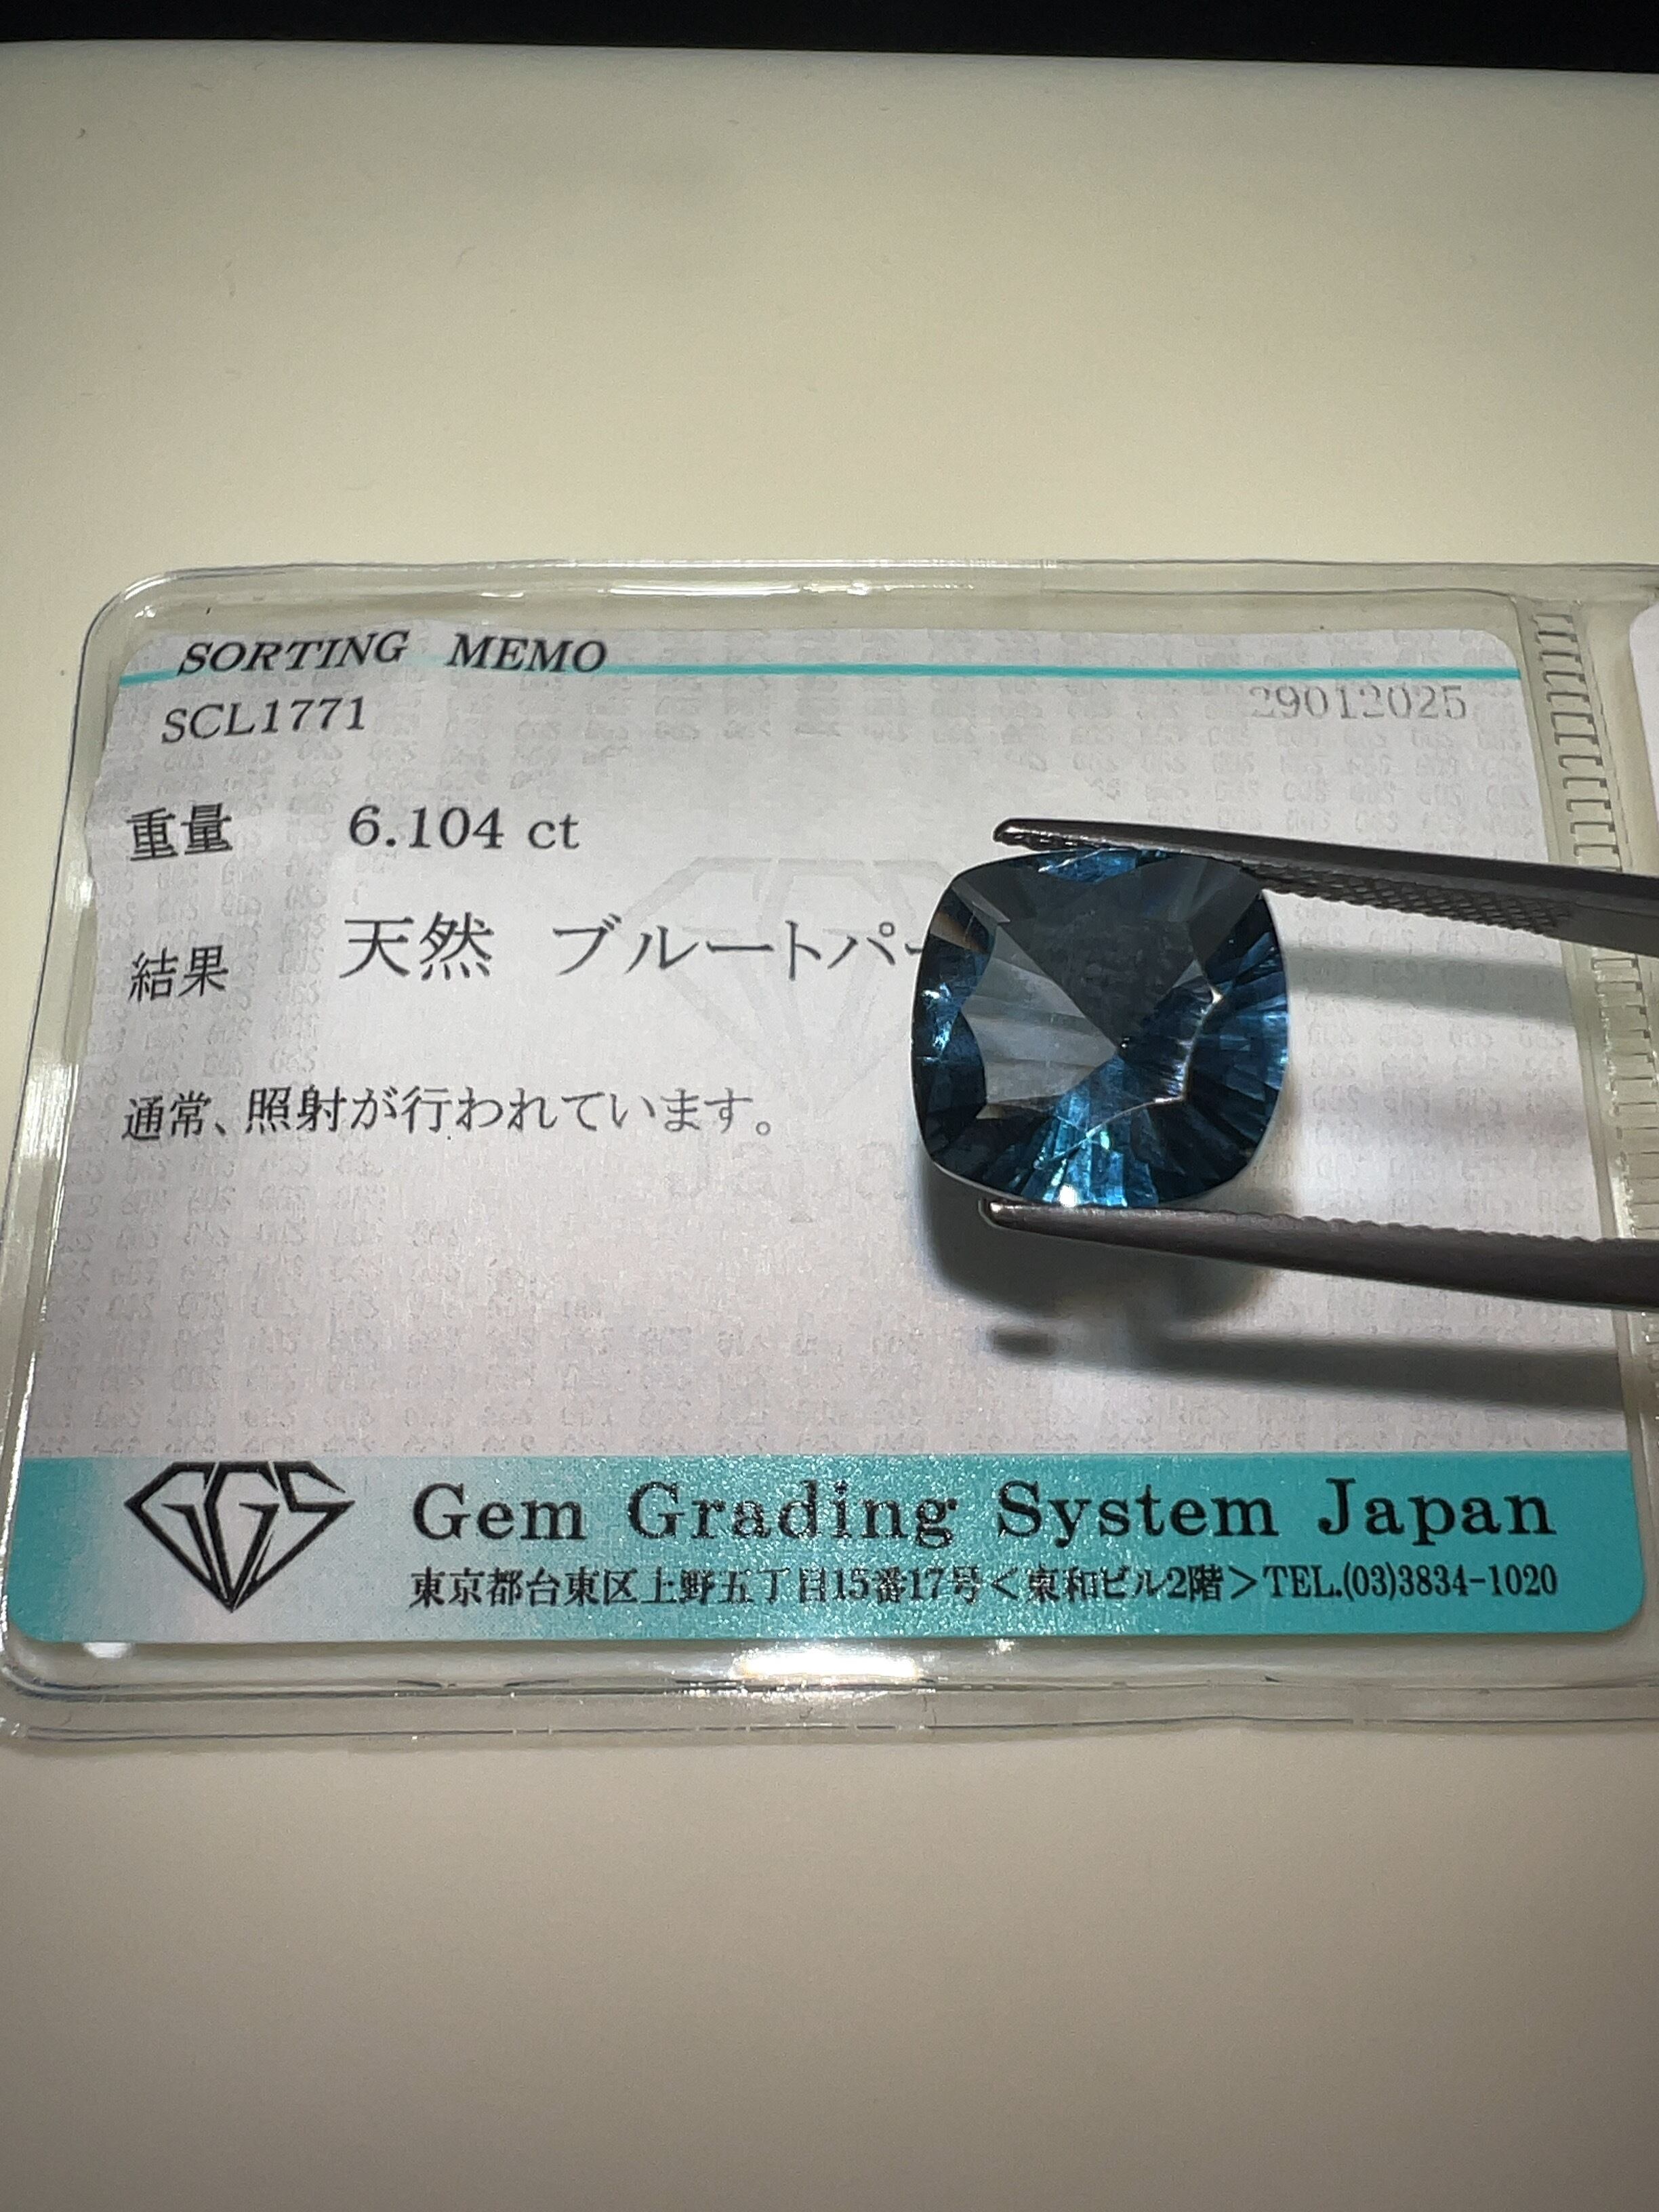 SORTING MEMO
SCL1771 29012025
重量 6.104 ct
結果 天然 ブルートパー
通常、照射が行われています。
GGS Gem Grading System Japan
東京都台東区上野五丁目15番17号<東和ビル2階>TEL.(03)3834-1020